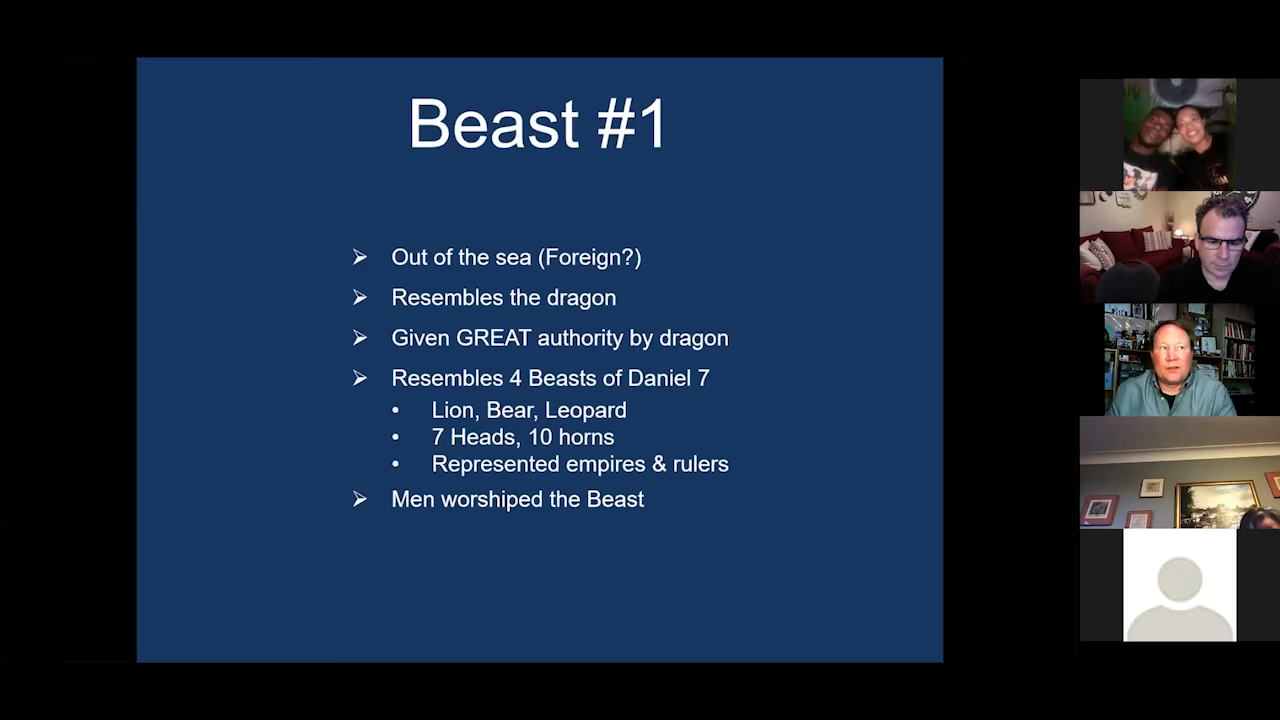 Beast #1
➢ Out of the sea (Foreign?)
➢ Resembles the dragon
➢ Given GREAT authority by dragon
➢ Resembles 4 Beasts of Daniel 7
• Lion, Bear, Leopard
• 7 Heads, 10 horns
• Represented empires & rulers
➢ Men worshiped the Beast